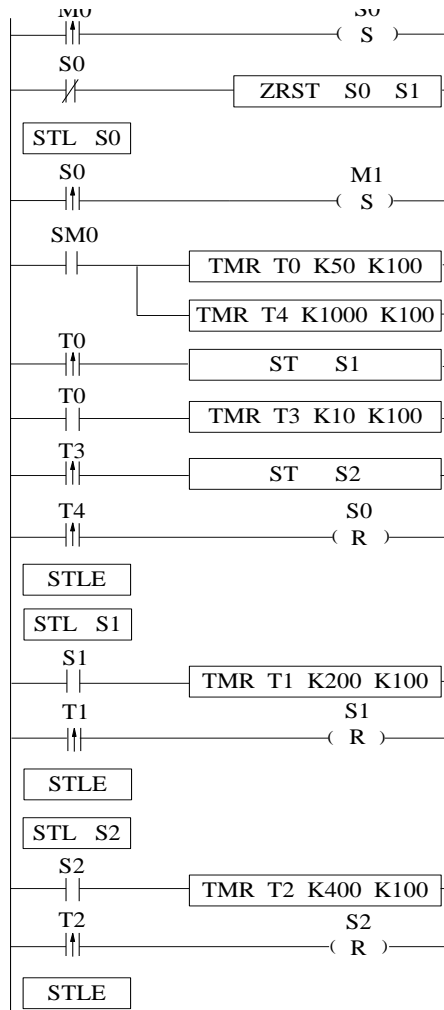 M0 S0
( S )
S0
ZRST S0 S1
STL S0
S0 M1
( S )
SM0
TMR T0 K50 K100
TMR T4 K1000 K100
T0
ST S1
T0
TMR T3 K10 K100
T3
ST S2
T4 S0
( R )
STLE
STL S1
S1
TMR T1 K200 K100
T1 S1
( R )
STLE
STL S2
S2
TMR T2 K400 K100
T2 S2
( R )
STLE